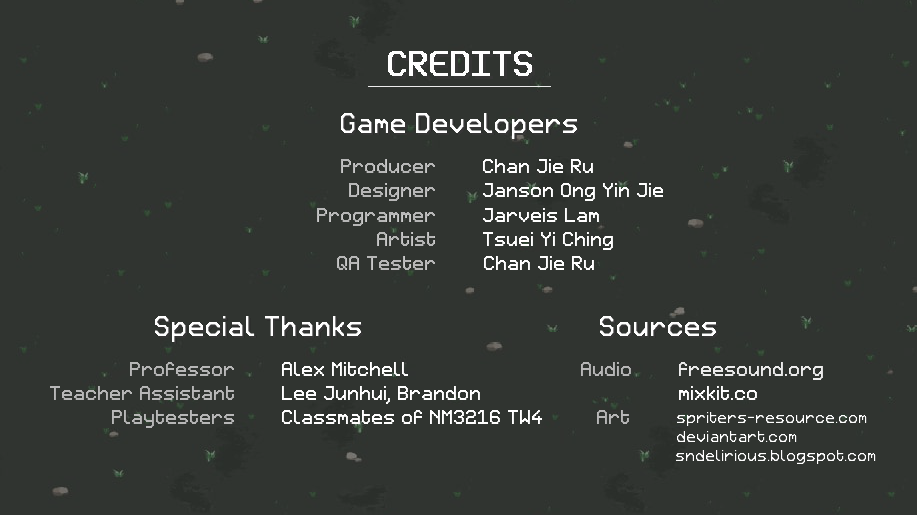 CREDITS
Game Developers
Producer Chan Jie Ru
Designer Janson Ong Yin Jie
Programmer Jarveis Lam
Artist Tsuei Yi Ching
QA Tester Chan Jie Ru
Special Thanks
Professor Alex Mitchell
Teacher Assistant Lee Junhui, Brandon
Playtesters Classmates of NM3216 TW4
Sources
Audio freesound.org
mixkit.co
Art spriters-resource.com
deviantart.com
sndelirious.blogspot.com